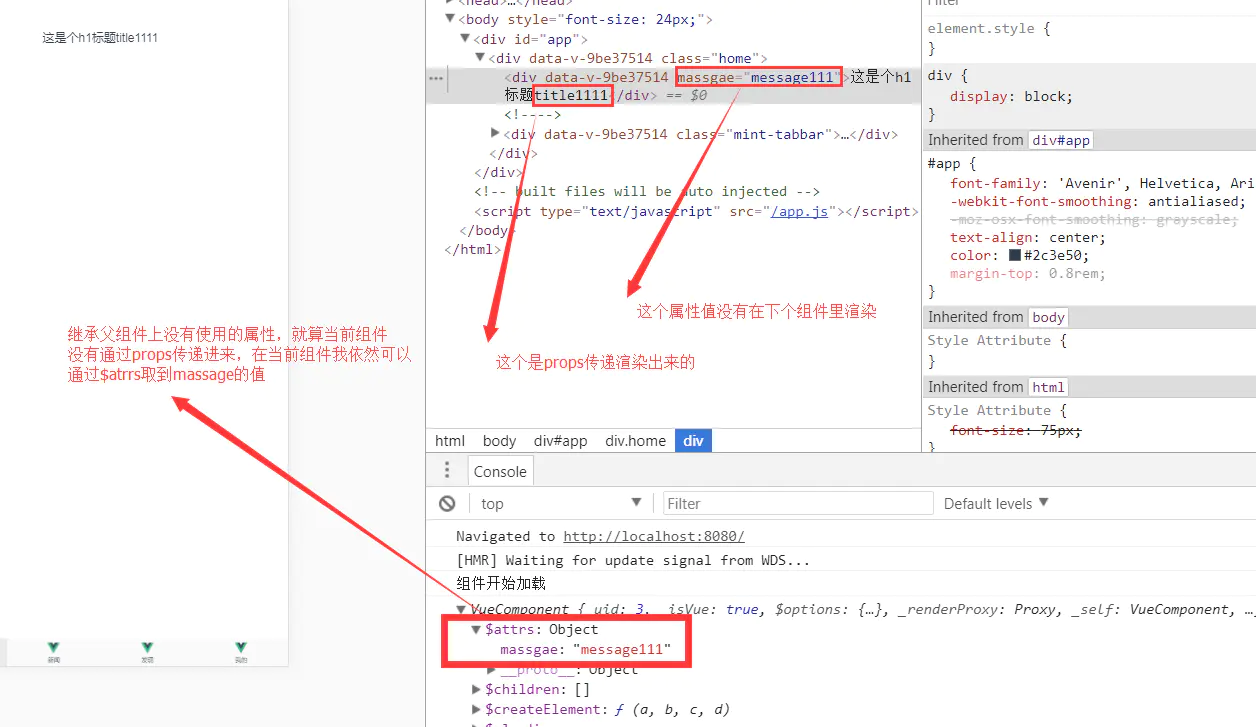 这是个h1标题title1111
继承父组件上没有使用的属性，就算当前组件
没有通过props传递进来，在当前组件我依然可以
通过$atrrs取到massage的值
新闻
发现
我的
<head>…</head>
<body style="font-size: 24px;">
<div id="app">
<div data-v-9be37514 class="home">
<div data-v-9be37514 massgae="message111">这是个h1
标题title1111</div> == $0
<!---->
<div data-v-9be37514 class="mint-tabbar">…</div>
</div>
</div>
<!-- built files will be auto injected -->
<script type="text/javascript" src="/app.js"></script>
</body>
</html>
这个属性值没有在下个组件里渲染
这个是props传递渲染出来的
html body div#app div.home div
Filter
element.style {
}
div {
display: block;
}
Inherited from div#app
#app {
font-family: 'Avenir', Helvetica, Ari
-webkit-font-smoothing: antialiased;
-moz-osx-font-smoothing: grayscale;
text-align: center;
color: #2c3e50;
margin-top: 0.8rem;
}
Inherited from body
Style Attribute {
}
Inherited from html
Style Attribute {
font-size: 75px;
}
Console
top Filter Default levels
Navigated to http://localhost:8080/
[HMR] Waiting for update signal from WDS...
组件开始加载
VueComponent {_uid: 3, _isVue: true, $options: {…}, _renderProxy: Proxy, _self: VueComponent, …
$attrs: Object
massgae: "message111"
__proto__: Object
$children: []
$createElement: ƒ (a, b, c, d)